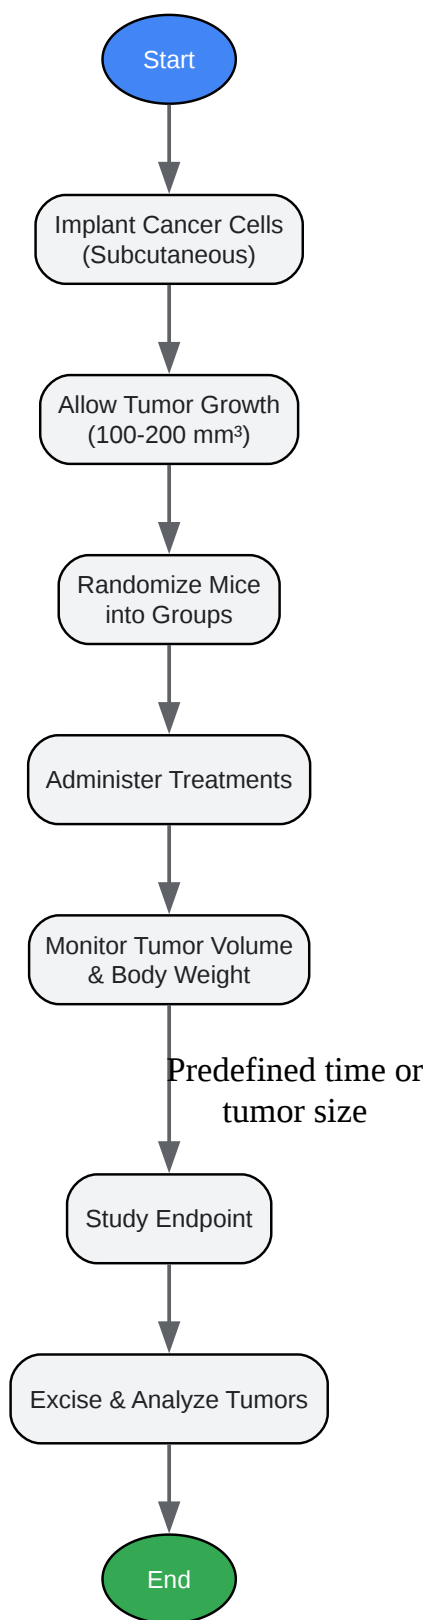 Start
Implant Cancer Cells
(Subcutaneous)
Allow Tumor Growth
(100-200 mm³)
Randomize Mice
into Groups
Administer Treatments
Monitor Tumor Volume
& Body Weight
Predefined time or
tumor size
Study Endpoint
Excise & Analyze Tumors
End